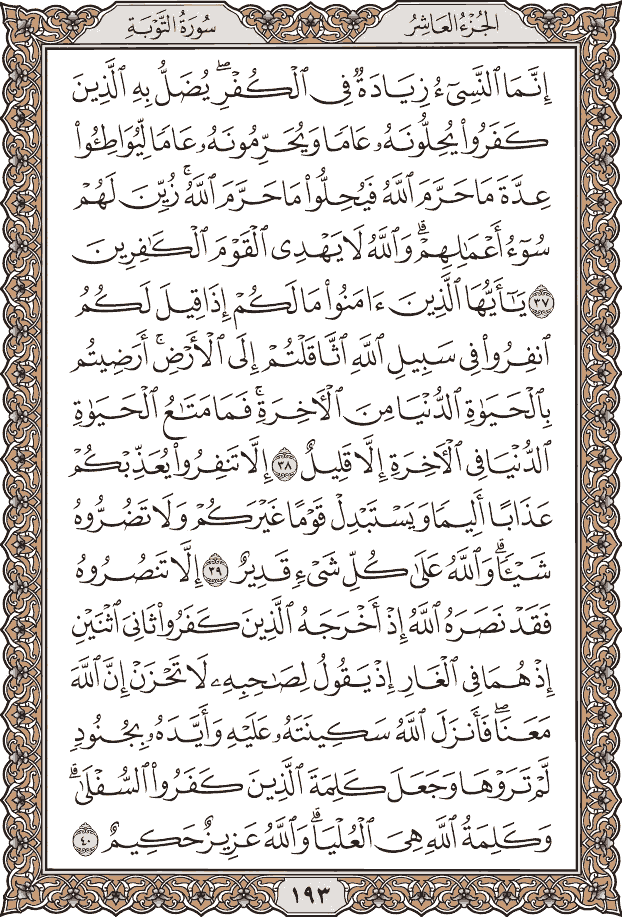 الجُزْءُ العَاشِرُ
سُورَةُ التَّوْبَةِ
إِنَّمَا ٱلنَّسِىٓءُ زِيَادَةٌ فِى ٱلْكُفْرِ ۖ يُضَلُّ بِهِ ٱلَّذِينَ
كَفَرُوا۟ يُحِلُّونَهُۥ عَامًا وَيُحَرِّمُونَهُۥ عَامًا لِّيُوَاطِـُٔوا۟
عِدَّةَ مَا حَرَّمَ ٱللَّهُ فَيُحِلُّوا۟ مَا حَرَّمَ ٱللَّهُ ۚ زُيِّنَ لَهُمْ
سُوٓءُ أَعْمَـٰلِهِمْ ۗ وَٱللَّهُ لَا يَهْدِى ٱلْقَوْمَ ٱلْكَـٰفِرِينَ
٣٧ يَـٰٓأَيُّهَا ٱلَّذِينَ ءَامَنُوا۟ مَا لَكُمْ إِذَا قِيلَ لَكُمُ
ٱنفِرُوا۟ فِى سَبِيلِ ٱللَّهِ ٱثَّاقَلْتُمْ إِلَى ٱلْأَرْضِ ۚ أَرَضِيتُم
بِٱلْحَيَوٰةِ ٱلدُّنْيَا مِنَ ٱلْـَٔاخِرَةِ ۚ فَمَا مَتَـٰعُ ٱلْحَيَوٰةِ
ٱلدُّنْيَا فِى ٱلْـَٔاخِرَةِ إِلَّا قَلِيلٌ ٣٨ إِلَّا تَنفِرُوا۟ يُعَذِّبْكُمْ
عَذَابًا أَلِيمًا وَيَسْتَبْدِلْ قَوْمًا غَيْرَكُمْ وَلَا تَضُرُّوهُ
شَيْـًٔا ۗ وَٱللَّهُ عَلَىٰ كُلِّ شَىْءٍ قَدِيرٌ ٣٩ إِلَّا تَنصُرُوهُ
فَقَدْ نَصَرَهُ ٱللَّهُ إِذْ أَخْرَجَهُ ٱلَّذِينَ كَفَرُوا۟ ثَانِىَ ٱثْنَيْنِ
إِذْ هُمَا فِى ٱلْغَارِ إِذْ يَقُولُ لِصَـٰحِبِهِۦ لَا تَحْزَنْ إِنَّ ٱللَّهَ
مَعَنَا ۖ فَأَنزَلَ ٱللَّهُ سَكِينَتَهُۥ عَلَيْهِ وَأَيَّدَهُۥ بِجُنُودٍ
لَّمْ تَرَوْهَا وَجَعَلَ كَلِمَةَ ٱلَّذِينَ كَفَرُوا۟ ٱلسُّفْلَىٰ ۗ
وَكَلِمَةُ ٱللَّهِ هِىَ ٱلْعُلْيَا ۗ وَٱللَّهُ عَزِيزٌ حَكِيمٌ ٤٠
١٩٣